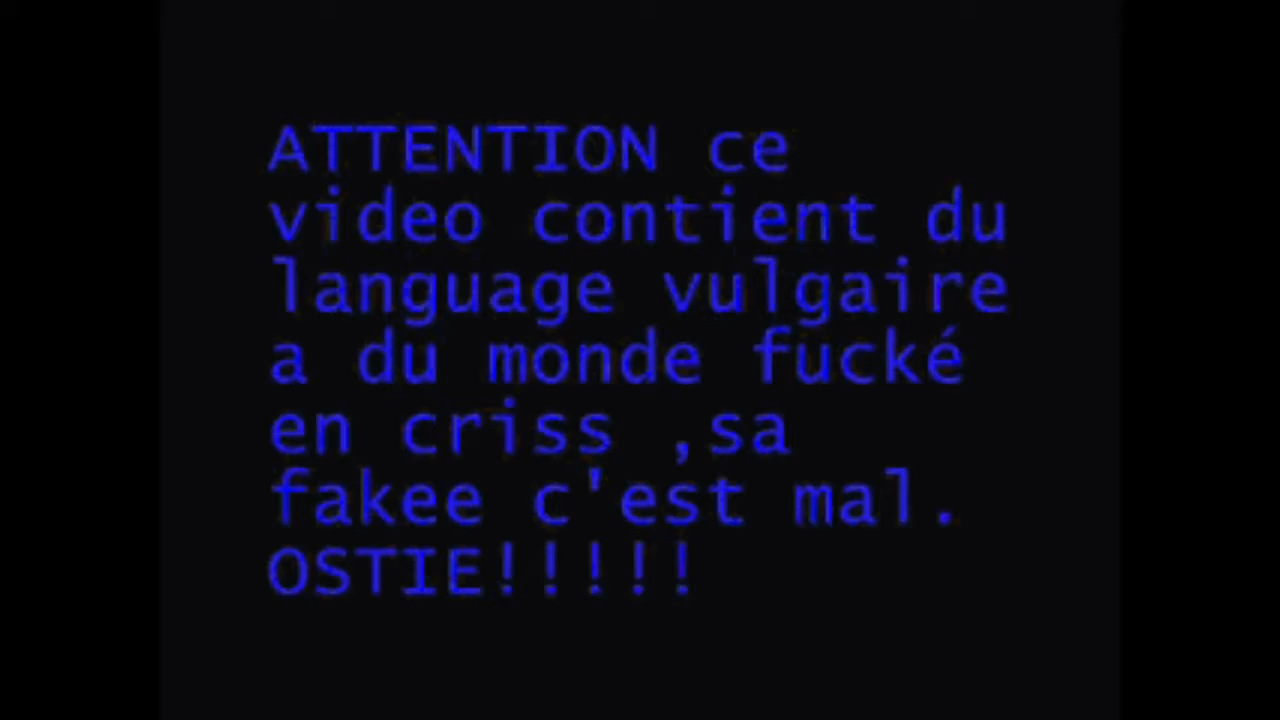 ATTENTION ce
video contient du
language vulgaire
a du monde fucké
en criss ,sa
fakee c'est mal.
OSTIE!!!!!